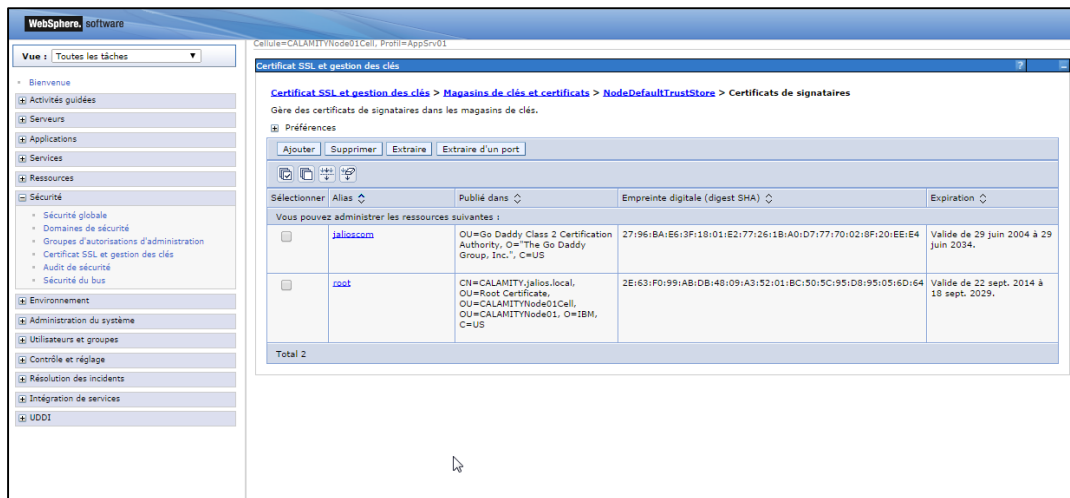 WebSphere. software
Cellule=CALAMITYNode01Cell, Profil=AppSrv01
Vue : Toutes les tâches
Bienvenue
Activités guidées
Serveurs
Applications
Services
Ressources
Sécurité
Sécurité globale
Domaines de sécurité
Groupes d'autorisations d'administration
Certificat SSL et gestion des clés
Audit de sécurité
Sécurité du bus
Environnement
Administration du système
Utilisateurs et groupes
Contrôle et réglage
Résolution des incidents
Intégration de services
UDDI
Certificat SSL et gestion des clés ? –
Certificat SSL et gestion des clés > Magasins de clés et certificats > NodeDefaultTrustStore > Certificats de signataires
Gère des certificats de signataires dans les magasins de clés.
Préférences
Ajouter Supprimer Extraire Extraire d'un port
Sélectionner Alias Publié dans Empreinte digitale (digest SHA) Expiration
Vous pouvez administrer les ressources suivantes :
jalioscom OU=Go Daddy Class 2 Certification 27:96:BA:E6:3F:18:01:E2:77:26:1B:A0:D7:77:70:02:8F:20:EE:E4 Valide de 29 juin 2004 à 29
Authority, O="The Go Daddy juin 2034.
Group, Inc.", C=US
root CN=CALAMITY.jalios.local, 2E:63:F0:99:AB:DB:48:09:A3:52:01:BC:50:5C:95:D8:95:05:6D:64 Valide de 22 sept. 2014 à
OU=Root Certificate, 18 sept. 2029.
OU=CALAMITYNode01Cell,
OU=CALAMITYNode01, O=IBM,
C=US
Total 2